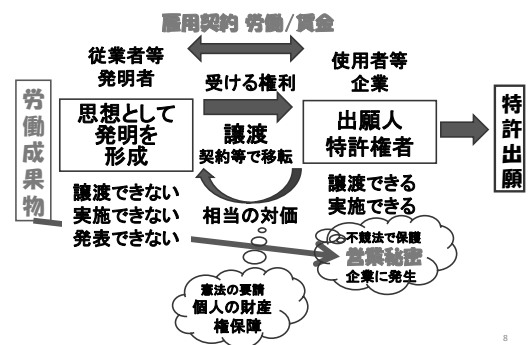 雇用契約 労働/賃金
従業者等
発明者
受ける権利
使用者等
企業
労働成果物
思想として
発明を
形成
譲渡
契約等で移転
出願人
特許権者
特許出願
譲渡できない
実施できない
発表できない
相当の対価
譲渡できる
実施できる
不競法で保護
営業秘密
企業に発生
憲法の要請
個人の財産
権保障
8